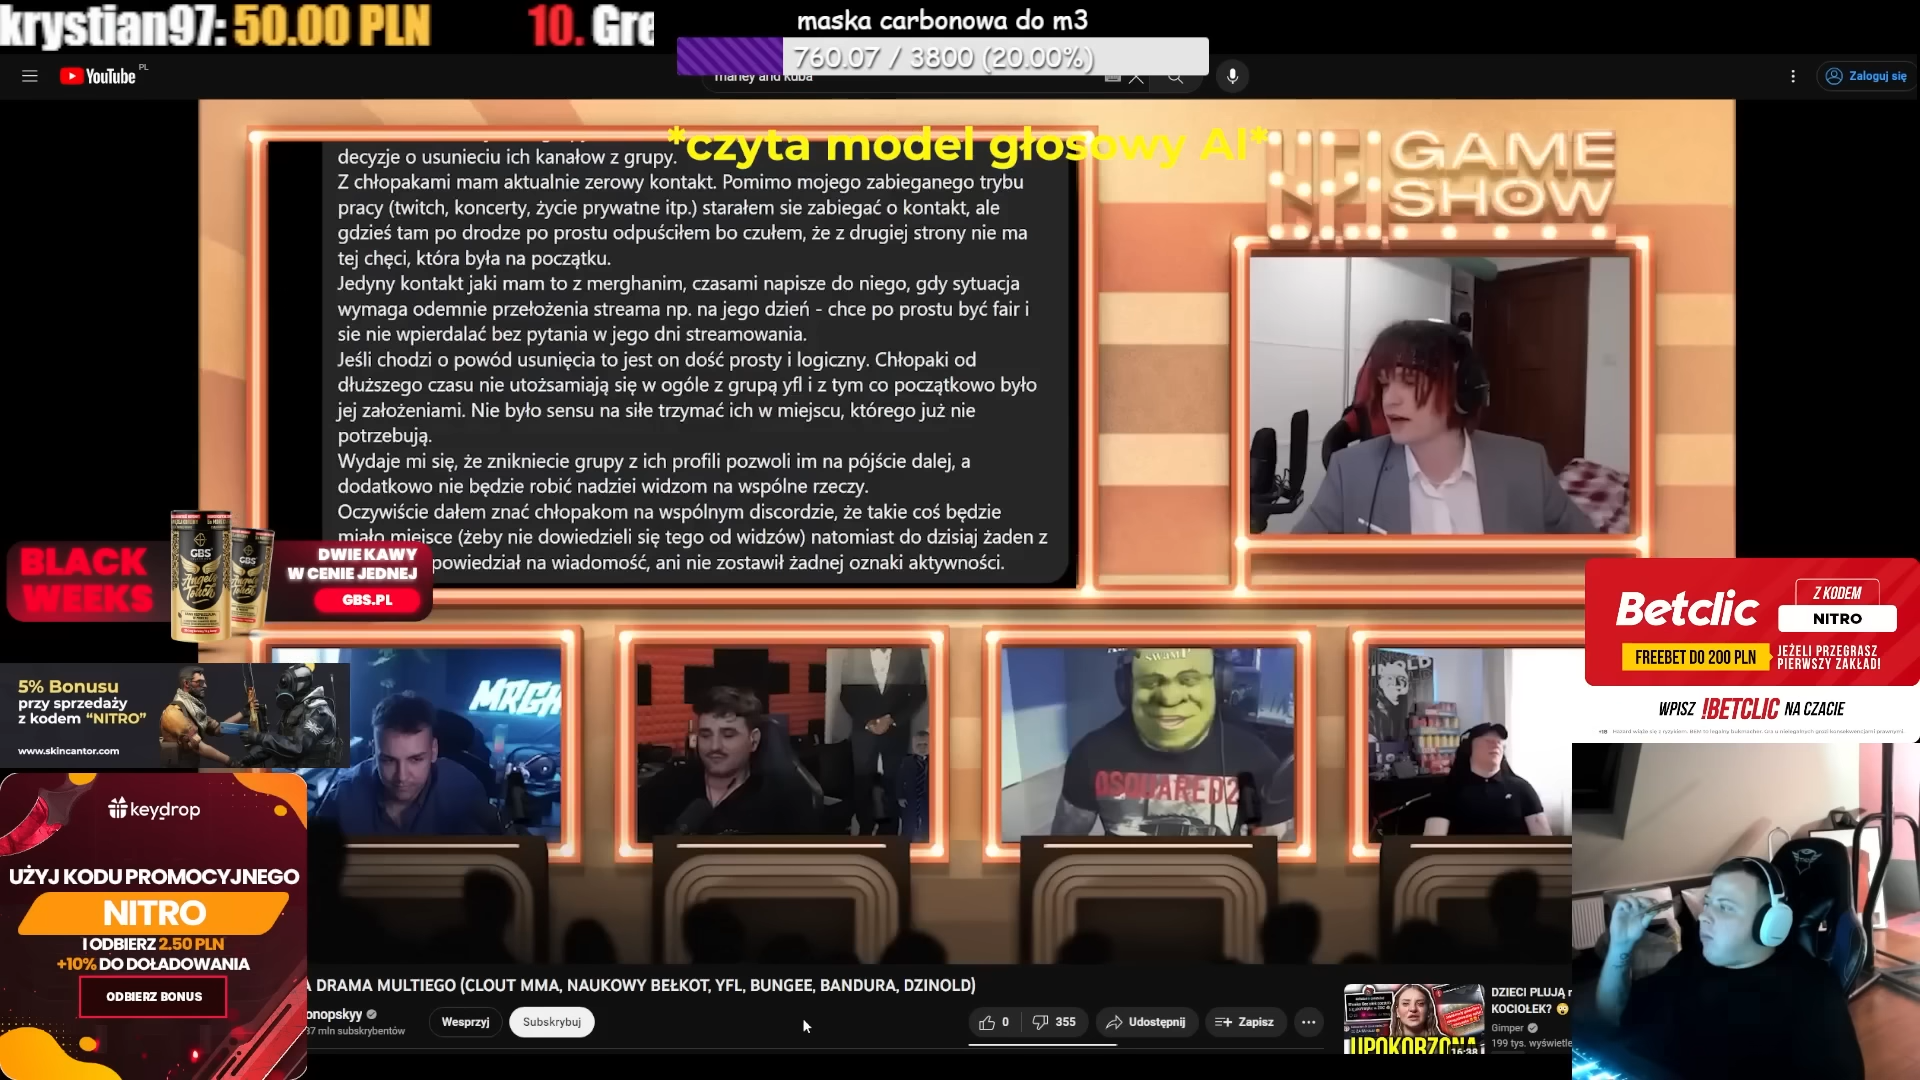 krystian97: 50.00 PLN
10. Gre
maska carbonowa do m3
760.07 / 3800 (20.00%)
YouTube PL
Zaloguj się
*czyta model głosowy AI*
GAME
SHOW
decyzje o usunieciu ich kanałow z grupy.
Z chłopakami mam aktualnie zerowy kontakt. Pomimo mojego zabieganego trybu
pracy (twitch, koncerty, życie prywatne itp.) starałem sie zabiegać o kontakt, ale
gdzieś tam po drodze po prostu odpuściłem bo czułem, że z drugiej strony nie ma
tej chęci, która była na początku.
Jedyny kontakt jaki mam to z merghanim, czasami napisze do niego, gdy sytuacja
wymaga odemnie przełożenia streama np. na jego dzień - chce po prostu być fair i
sie nie wpierdalać bez pytania w jego dni streamowania.
Jeśli chodzi o powód usunięcia to jest on dość prosty i logiczny. Chłopaki od
dłuższego czasu nie utożsamiają się w ogóle z grupą yfl i z tym co początkowo było
jej założeniami. Nie było sensu na siłe trzymać ich w miejscu, którego już nie
potrzebują.
Wydaje mi się, że znikniecie grupy z ich profili pozwoli im na pójście dalej, a
dodatkowo nie będzie robić nadziei widzom na wspólne rzeczy.
Oczywiście dałem znać chłopakom na wspólnym discordzie, że takie coś będzie
miało miejsce (żeby nie dowiedzieli się tego od widzów) natomiast do dzisiaj żaden z
powiedział na wiadomość, ani nie zostawił żadnej oznaki aktywności.
BLACK
WEEKS
GBS
Angel's
Touch
DWIE KAWY
W CENIE JEDNEJ
GBS.PL
5% Bonusu
przy sprzedaży
z kodem "NITRO"
www.skincantor.com
keydrop
UŻYJ KODU PROMOCYJNEGO
NITRO
I ODBIERZ 2.50 PLN
+10% DO DOŁADOWANIA
ODBIERZ BONUS
MRGH
DSQUARED2
Betclic
Z KODEM
NITRO
FREEBET DO 200 PLN
JEŻELI PRZEGRASZ
PIERWSZY ZAKŁAD!
WPISZ !BETCLIC NA CZACIE
DRAMA MULTIEGO (CLOUT MMA, NAUKOWY BEŁKOT, YFL, BUNGEE, BANDURA, DZINOLD)
onopskyy
37 mln subskrybentów
Wesprzyj
Subskrybuj
0
355
Udostępnij
Zapisz
DZIECI PLUJĄ
KOCIOŁEK?
Gimper
199 tys. wyświetle
UPOKORZONA
16:38